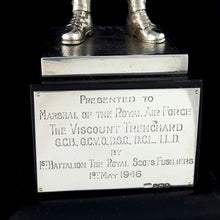 PRESENTED TO
MARSHAL OF THE ROYAL AIR FORCE
THE VISCOUNT TRENCHARD
G.C.B. G.C.V.O. D.S.O. D.C.L. LL.D.
BY
1ST BATTALION THE ROYAL SCOTS FUSILIERS
1ST MAY 1946